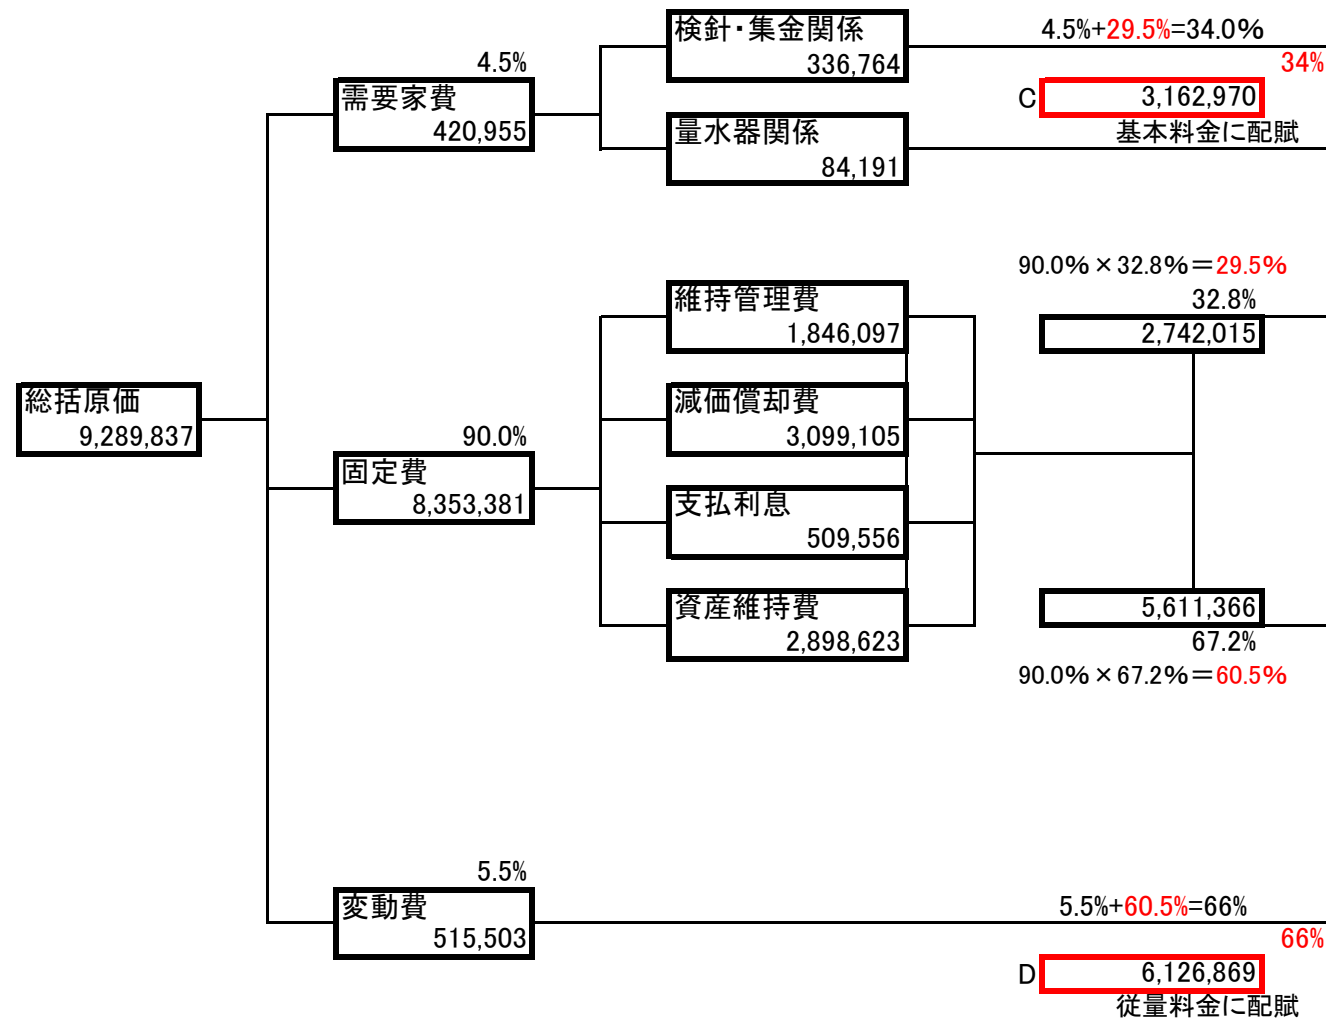 検針・集金関係
336,764
4.5%+29.5%=34.0%
34%
4.5%
需要家費
420,955
C
3,162,970
基本料金に配賦
量水器関係
84,191
90.0%×32.8%=29.5%
32.8%
2,742,015
維持管理費
1,846,097
総括原価
9,289,837
減価償却費
3,099,105
90.0%
固定費
8,353,381
支払利息
509,556
資産維持費
2,898,623
5,611,366
67.2%
90.0%×67.2%=60.5%
5.5%
変動費
515,503
5.5%+60.5%=66%
66%
D
6,126,869
従量料金に配賦